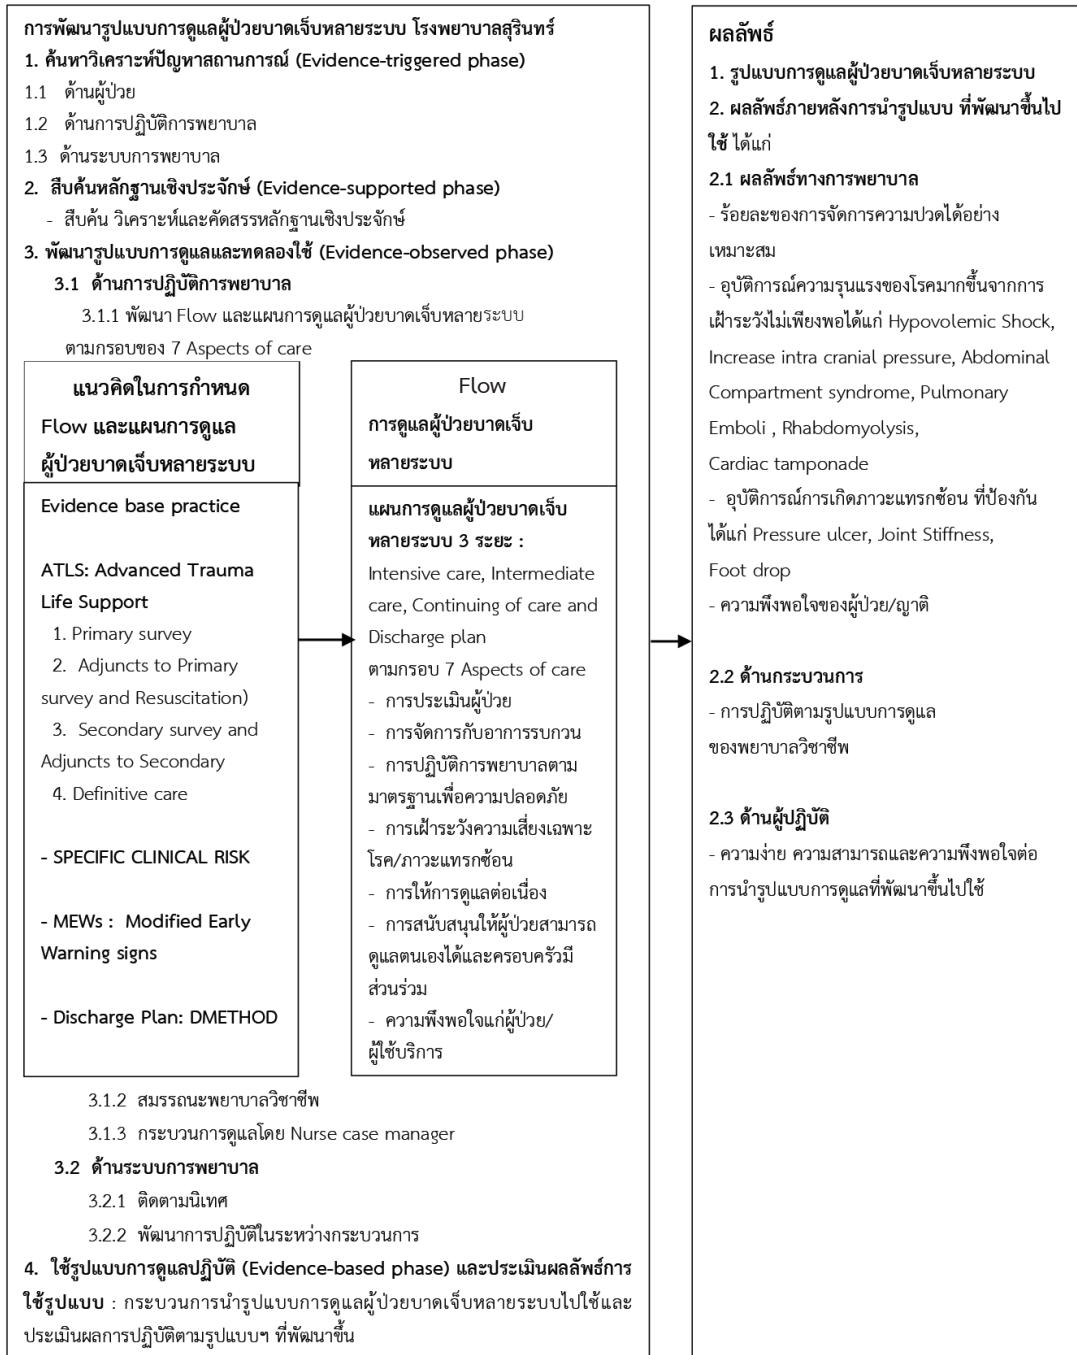 การพัฒนารูปแบบการดูแลผู้ป่วยบาดเจ็บหลายระบบ โรงพยาบาลสุรินทร์
1. ค้นหาวิเคราะห์ปัญหาสถานการณ์ (Evidence-triggered phase)
1.1 ด้านผู้ป่วย
1.2 ด้านการปฏิบัติการพยาบาล
1.3 ด้านระบบการพยาบาล
2. สืบค้นหลักฐานเชิงประจักษ์ (Evidence-supported phase)
- สืบค้น วิเคราะห์และคัดสรรหลักฐานเชิงประจักษ์
3. พัฒนารูปแบบการดูแลและทดลองใช้ (Evidence-observed phase)
3.1 ด้านการปฏิบัติการพยาบาล
3.1.1 พัฒนา Flow และแผนการดูแลผู้ป่วยบาดเจ็บหลายระบบ
ตามกรอบของ 7 Aspects of care
แนวคิดในการกำหนด
Flow และแผนการดูแล
ผู้ป่วยบาดเจ็บหลายระบบ
Evidence base practice
ATLS: Advanced Trauma
Life Support
1. Primary survey
2. Adjuncts to Primary
survey and Resuscitation)
3. Secondary survey and
Adjuncts to Secondary
4. Definitive care
- SPECIFIC CLINICAL RISK
- MEWs : Modified Early
Warning signs
- Discharge Plan: DMETHOD
Flow
การดูแลผู้ป่วยบาดเจ็บ
หลายระบบ
แผนการดูแลผู้ป่วยบาดเจ็บ
หลายระบบ 3 ระยะ :
Intensive care, Intermediate
care, Continuing of care and
Discharge plan
ตามกรอบ 7 Aspects of care
- การประเมินผู้ป่วย
- การจัดการกับอาการรบกวน
- การปฏิบัติการพยาบาลตาม
มาตรฐานเพื่อความปลอดภัย
- การเฝ้าระวังความเสี่ยงเฉพาะ
โรค/ภาวะแทรกซ้อน
- การให้การดูแลต่อเนื่อง
- การสนับสนุนให้ผู้ป่วยสามารถ
ดูแลตนเองได้และครอบครัวมี
ส่วนร่วม
- ความพึงพอใจแก่ผู้ป่วย/
ผู้ใช้บริการ
3.1.2 สมรรถนะพยาบาลวิชาชีพ
3.1.3 กระบวนการดูแลโดย Nurse case manager
3.2 ด้านระบบการพยาบาล
3.2.1 ติดตามนิเทศ
3.2.2 พัฒนาการปฏิบัติในระหว่างกระบวนการ
4. ใช้รูปแบบการดูแลปฏิบัติ (Evidence-based phase) และประเมินผลลัพธ์การ
ใช้รูปแบบ : กระบวนการนำรูปแบบการดูแลผู้ป่วยบาดเจ็บหลายระบบไปใช้และ
ประเมินผลการปฏิบัติตามรูปแบบฯ ที่พัฒนาขึ้น
ผลลัพธ์
1. รูปแบบการดูแลผู้ป่วยบาดเจ็บหลายระบบ
2. ผลลัพธ์ภายหลังการนำรูปแบบ ที่พัฒนาขึ้นไป
ใช้ ได้แก่
2.1 ผลลัพธ์ทางการพยาบาล
- ร้อยละของการจัดการความปวดได้อย่าง
เหมาะสม
- อุบัติการณ์ความรุนแรงของโรคมากขึ้นจากการ
เฝ้าระวังไม่เพียงพอได้แก่ Hypovolemic Shock,
Increase intra cranial pressure, Abdominal
Compartment syndrome, Pulmonary
Emboli , Rhabdomyolysis,
Cardiac tamponade
- อุบัติการณ์การเกิดภาวะแทรกซ้อน ที่ป้องกัน
ได้แก่ Pressure ulcer, Joint Stiffness,
Foot drop
- ความพึงพอใจของผู้ป่วย/ญาติ
2.2 ด้านกระบวนการ
- การปฏิบัติตามรูปแบบการดูแล
ของพยาบาลวิชาชีพ
2.3 ด้านผู้ปฏิบัติ
- ความง่าย ความสามารถและความพึงพอใจต่อ
การนำรูปแบบการดูแลที่พัฒนาขึ้นไปใช้